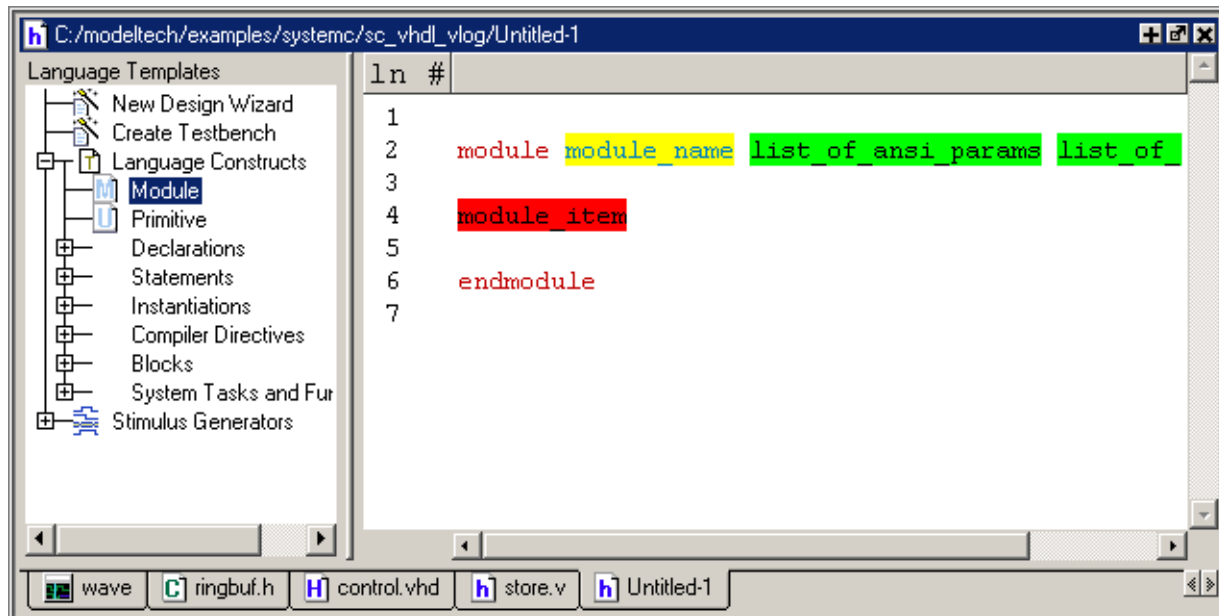 C:/modeltech/examples/systemc/sc_vhdl_vlog/Untitled-1
Language Templates
New Design Wizard
Create Testbench
Language Constructs
Module
Primitive
Declarations
Statements
Instantiations
Compiler Directives
Blocks
System Tasks and Fur
Stimulus Generators
ln #
1
2 module module_name list_of_ansi_params list_of_
3
4 module_item
5
6 endmodule
7
wave ringbuf.h control.vhd store.v Untitled-1